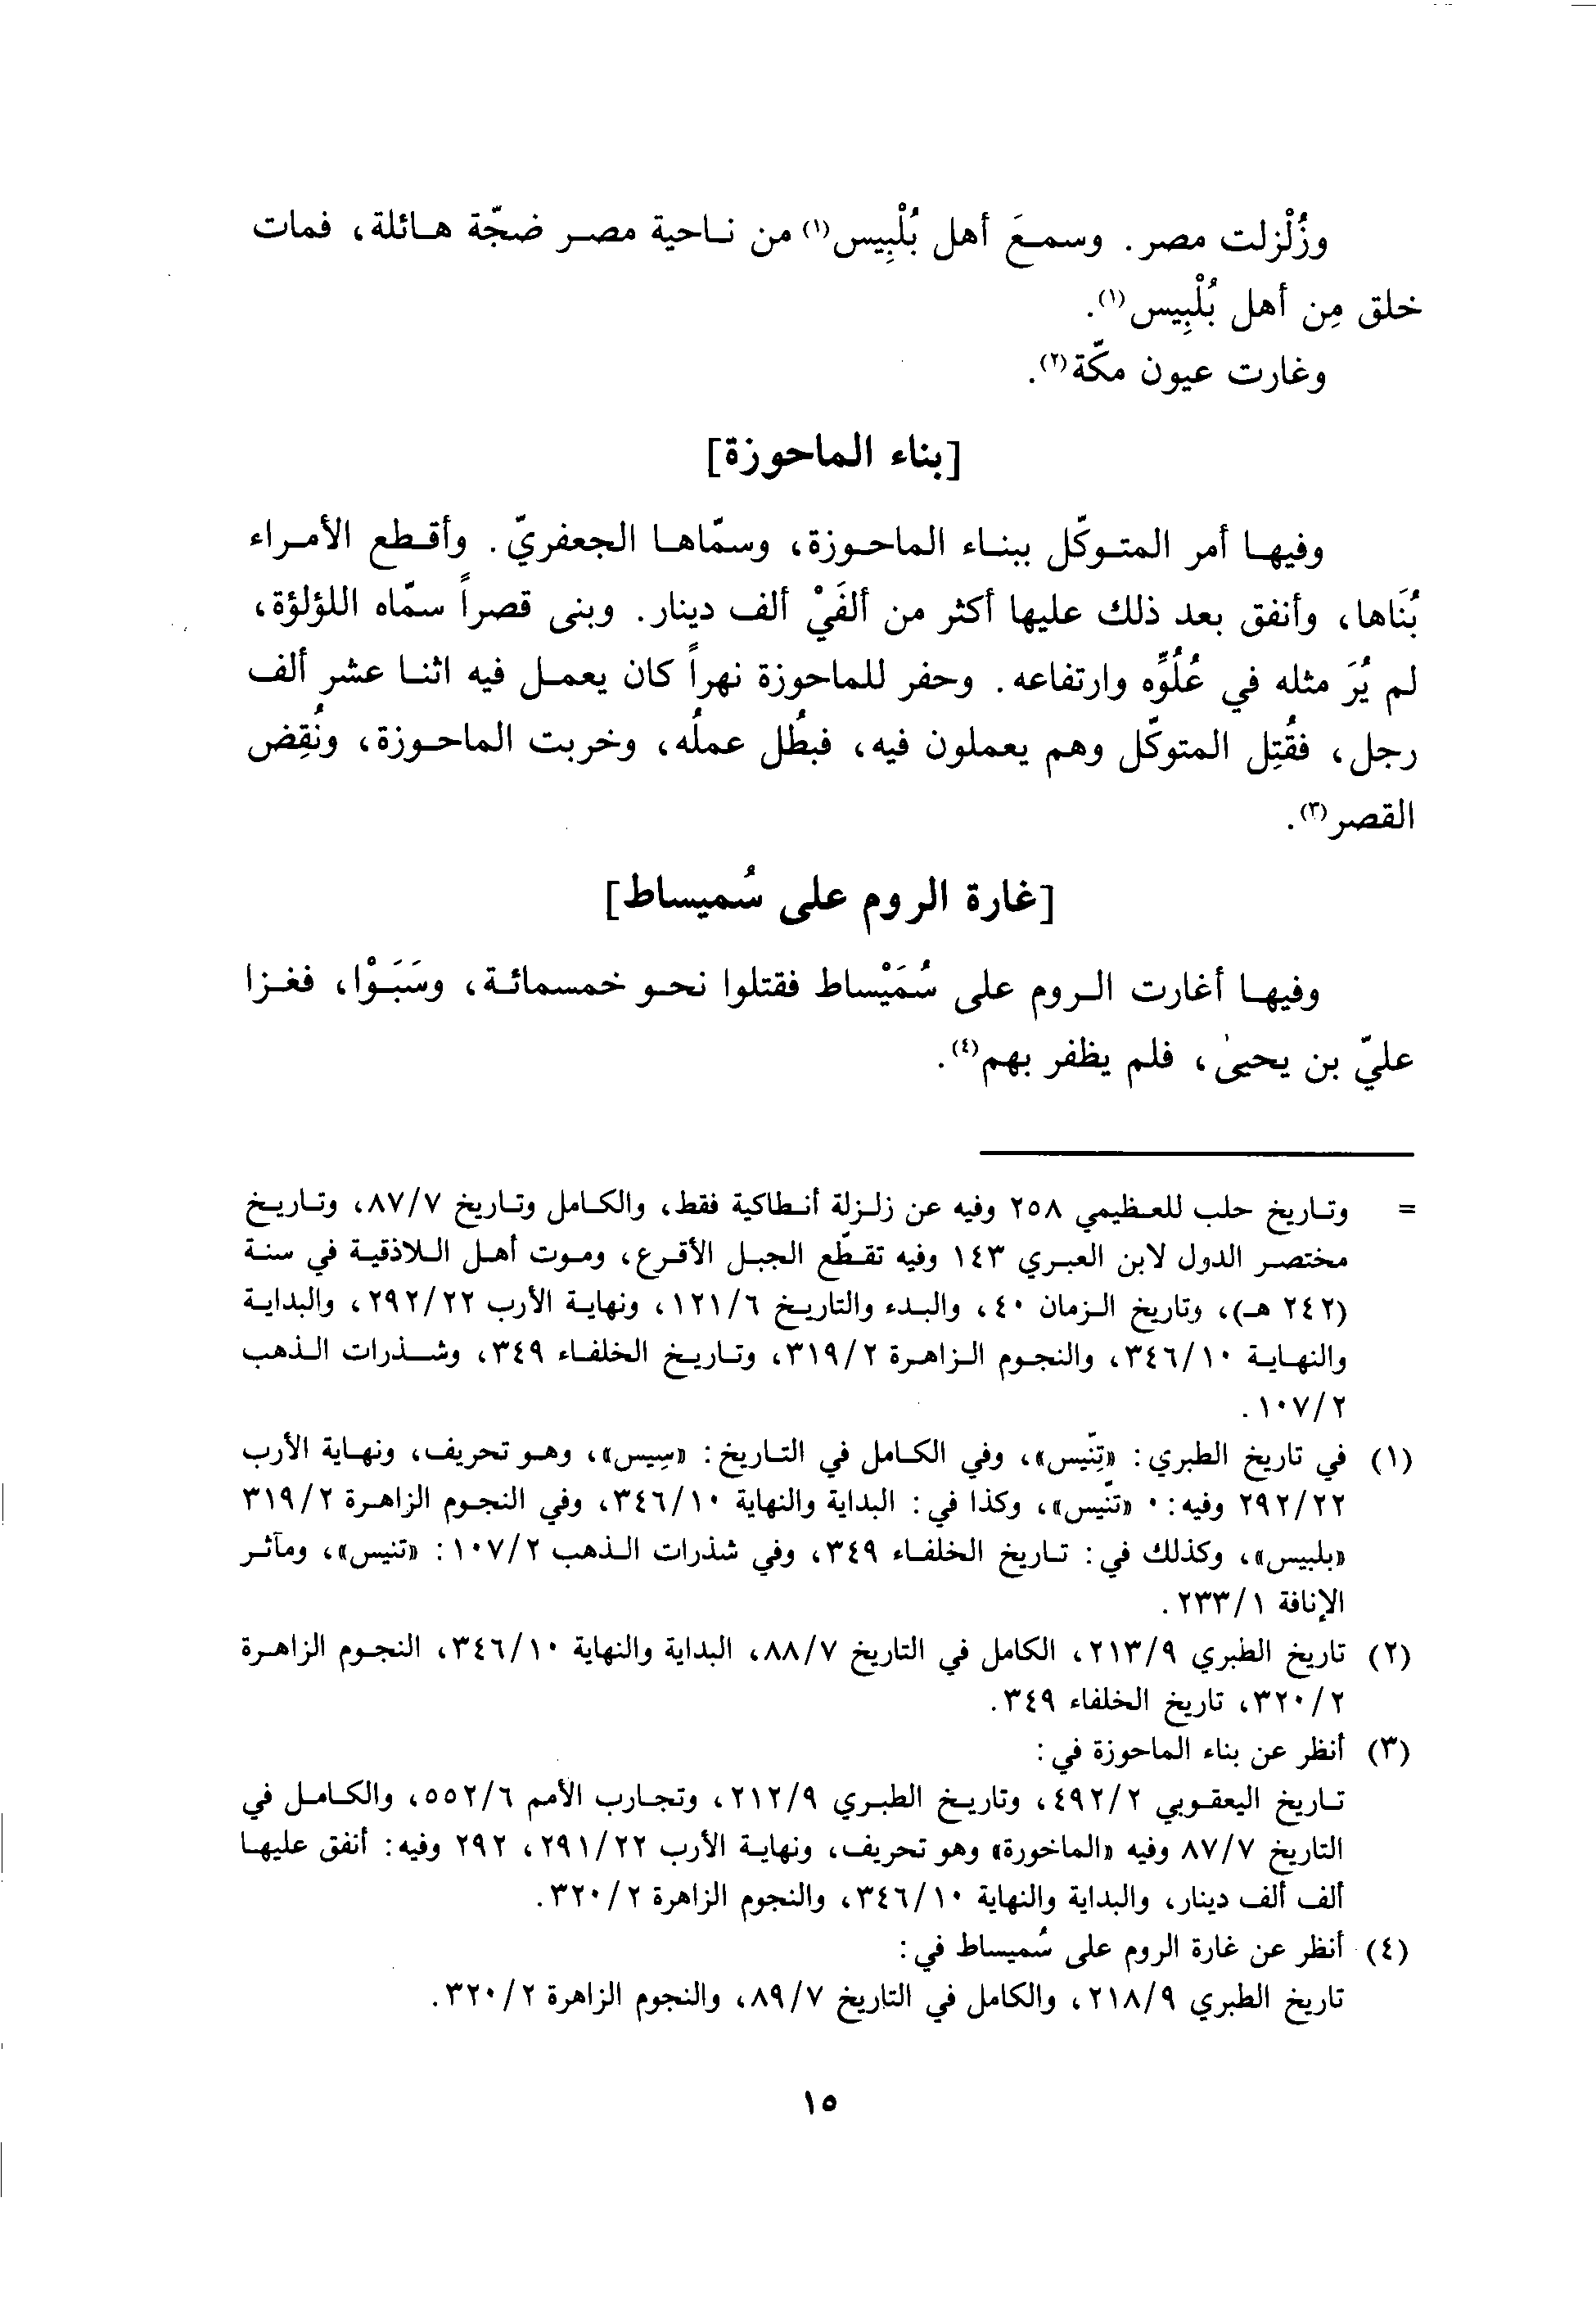 وزُلْزلت مصر. وسمعَ أهل بُلْبِيس(١) من ناحية مصر ضجّة هائلة، فمات
خلق مِن أهل بُلْبِيس(١).
وغارت عيون مكّة(٢).
[بناء الماحوزة]
وفيها أمر المتوكّل ببناء الماحوزة، وسمّاها الجعفريّ. وأقطع الأمراء
بُنَاها، وأنفق بعد ذلك عليها أكثر من ألفَيْ ألف دينار. وبنى قصراً سمّاه اللؤلؤة،
لم يُرَ مثله في عُلُوِّه وارتفاعه. وحفر للماحوزة نهراً كان يعمل فيه اثنا عشر ألف
رجل، فقُتِل المتوكّل وهم يعملون فيه، فبطُل عملُه، وخربت الماحوزة، ونُقِض
القصر(٣).
[غارة الروم على سُميساط]
وفيها أغارت الروم على سُمَيْساط فقتلوا نحو خمسمائة، وسَبَوْا، فغزا
عليّ بن يحيىٰ، فلم يظفر بهم(٤).
= وتاريخ حلب للعظيمي ٢٥٨ وفيه عن زلزلة أنطاكية فقط، والكامل وتاريخ ٨٧/٧، وتاريخ
مختصر الدول لابن العبري ١٤٣ وفيه تقطّع الجبل الأقرع، وموت أهل اللاذقية في سنة
(٢٤٢ هـ)، وتاريخ الزمان ٤٠، والبدء والتاريخ ١٢١/٦، ونهاية الأرب ٢٩٢/٢٢، والبداية
والنهاية ٣٤٦/١٠، والنجوم الزاهرة ٣١٩/٢، وتاريخ الخلفاء ٣٤٩، وشذرات الذهب
١٠٧/٢.
(١) في تاريخ الطبري: «تِنّيس»، وفي الكامل في التاريخ: «سِيس»، وهو تحريف، ونهاية الأرب
٢٩٢/٢٢ وفيه: ٠ «تنّيس»، وكذا في: البداية والنهاية ٣٤٦/١٠، وفي النجوم الزاهرة ٣١٩/٢
«بلبيس»، وكذلك في: تاريخ الخلفاء ٣٤٩، وفي شذرات الذهب ١٠٧/٢: «تنيس»، ومآثر
الإنافة ٢٣٣/١.
(٢) تاريخ الطبري ٢١٣/٩، الكامل في التاريخ ٨٨/٧، البداية والنهاية ٣٤٦/١٠، النجوم الزاهرة
٣٢٠/٢، تاريخ الخلفاء ٣٤٩.
(٣) أنظر عن بناء الماحوزة في:
تاريخ اليعقوبي ٤٩٢/٢، وتاريخ الطبري ٢١٢/٩، وتجارب الأمم ٥٥٢/٦، والكامل في
التاريخ ٨٧/٧ وفيه «الماخورة» وهو تحريف، ونهاية الأرب ٢٩١/٢٢، ٢٩٢ وفيه: أنفق عليها
ألف ألف دينار، والبداية والنهاية ٣٤٦/١٠، والنجوم الزاهرة ٣٢٠/٢.
(٤) أنظر عن غارة الروم على سُميساط في:
تاريخ الطبري ٢١٨/٩، والكامل في التاريخ ٨٩/٧، والنجوم الزاهرة ٣٢٠/٢.
١٥